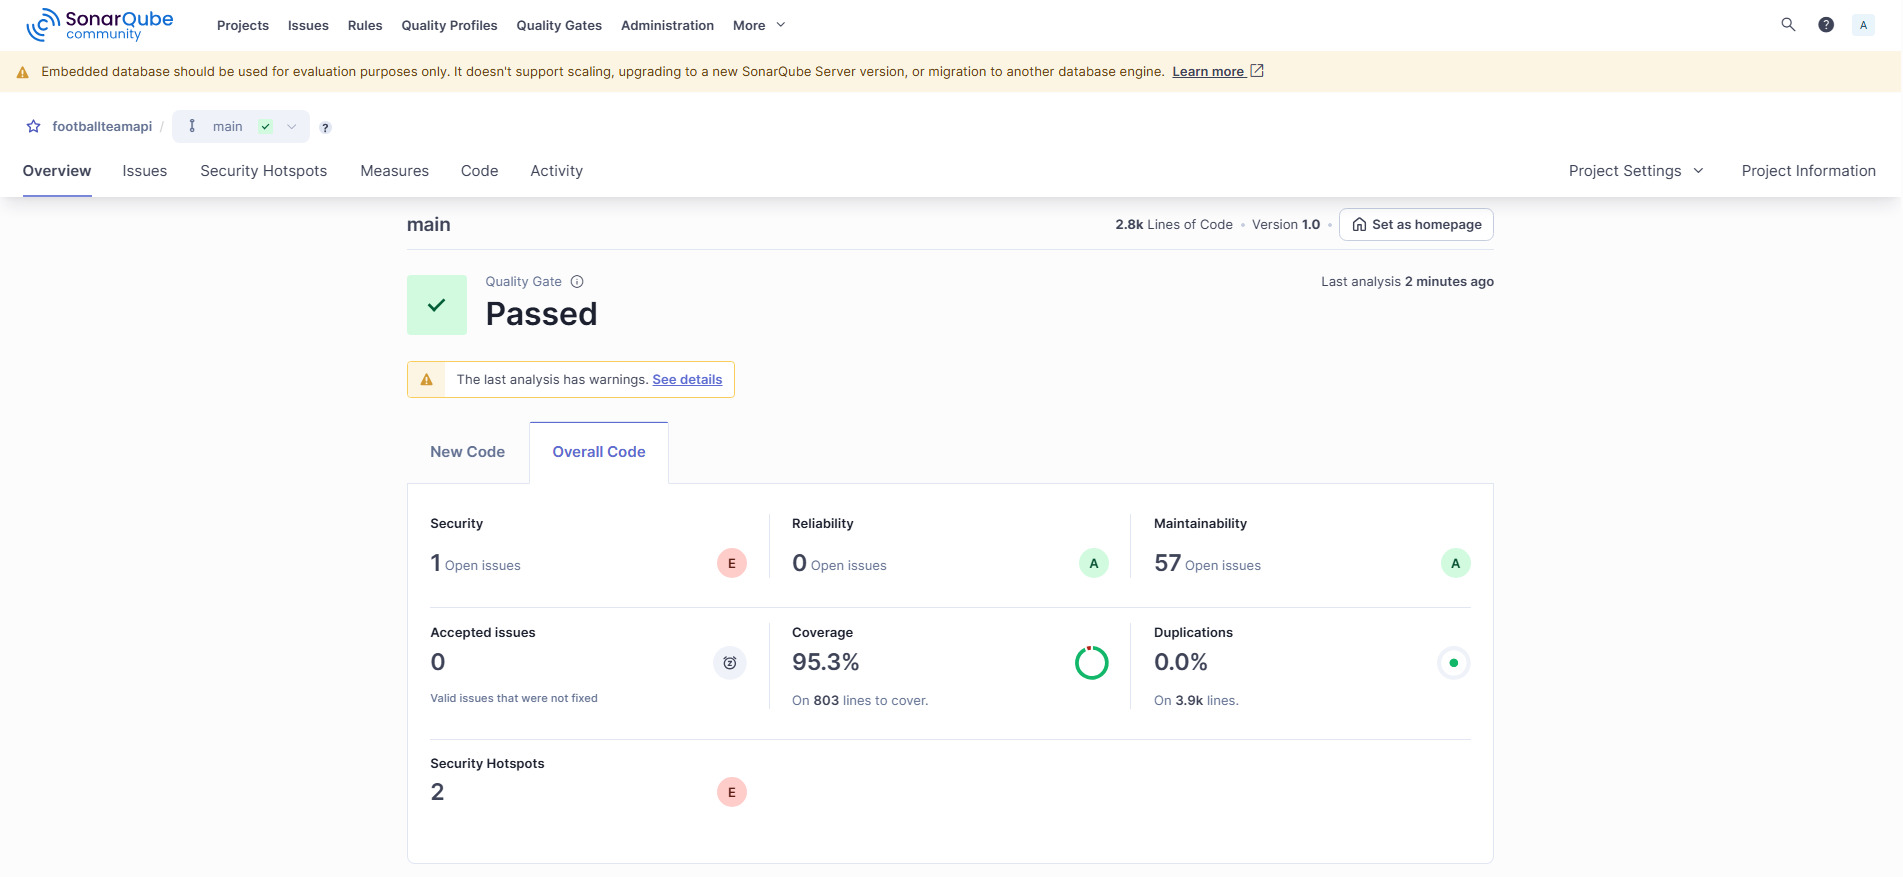 SonarQube community Projects Issues Rules Quality Profiles Quality Gates Administration More ? A
Embedded database should be used for evaluation purposes only. It doesn't support scaling, upgrading to a new SonarQube Server version, or migration to another database engine. Learn more
footballteamapi / main ?
Overview Issues Security Hotspots Measures Code Activity Project Settings Project Information
main 2.8k Lines of Code • Version 1.0 • Set as homepage
Quality Gate Last analysis 2 minutes ago
Passed
The last analysis has warnings. See details
New Code Overall Code
Security Reliability Maintainability
1 Open issues E 0 Open issues A 57 Open issues A
Accepted issues Coverage Duplications
0 95.3% 0.0%
Valid issues that were not fixed On 803 lines to cover. On 3.9k lines.
Security Hotspots
2 E